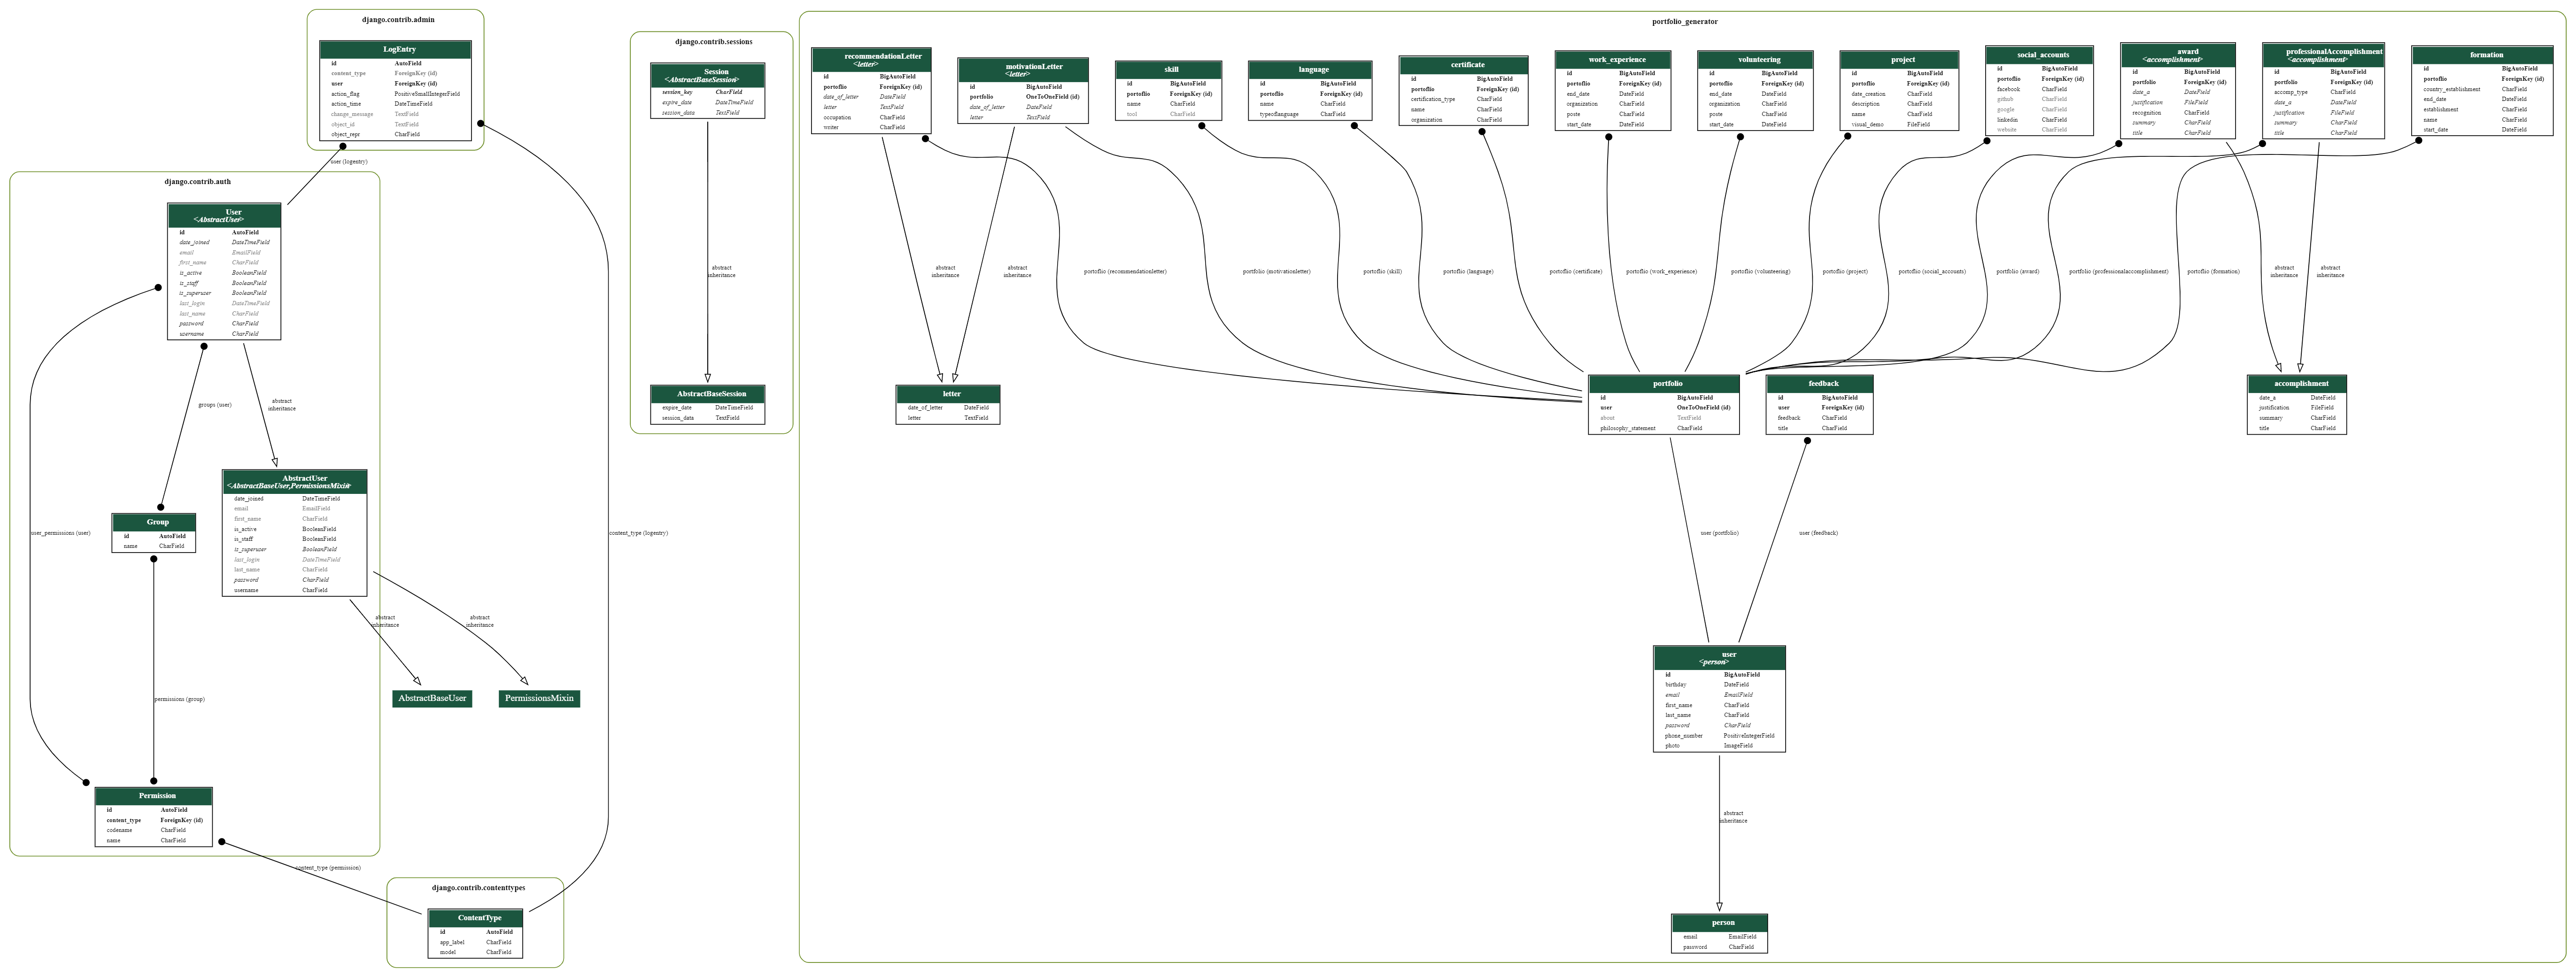 django.contrib.admin
LogEntry
id AutoField
content_type ForeignKey (id)
user ForeignKey (id)
action_flag PositiveSmallIntegerField
action_time DateTimeField
change_message TextField
object_id TextField
object_repr CharField
user (logentry)
django.contrib.auth
User
<AbstractUser>
id AutoField
date_joined DateTimeField
email EmailField
first_name CharField
is_active BooleanField
is_staff BooleanField
is_superuser BooleanField
last_login DateTimeField
last_name CharField
password CharField
username CharField
groups (user)
abstract
inheritance
AbstractUser
<AbstractBaseUser,PermissionsMixin>
date_joined DateTimeField
email EmailField
first_name CharField
is_active BooleanField
is_staff BooleanField
is_superuser BooleanField
last_login DateTimeField
last_name CharField
password CharField
username CharField
Group
id AutoField
name CharField
user_permissions (user)
content_type (logentry)
abstract
inheritance
abstract
inheritance
AbstractBaseUser
PermissionsMixin
permissions (group)
Permission
id AutoField
content_type ForeignKey (id)
codename CharField
name CharField
content_type (permission)
django.contrib.contenttypes
ContentType
id AutoField
app_label CharField
model CharField
django.contrib.sessions
Session
<AbstractBaseSession>
session_key CharField
expire_date DateTimeField
session_data TextField
abstract
inheritance
AbstractBaseSession
expire_date DateTimeField
session_data TextField
portfolio_generator
recommendationLetter
<letter>
id BigAutoField
portoflio ForeignKey (id)
date_of_letter DateField
letter TextField
occupation CharField
writer CharField
motivationLetter
<letter>
id BigAutoField
portfolio OneToOneField (id)
date_of_letter DateField
letter TextField
skill
id BigAutoField
portoflio ForeignKey (id)
name CharField
tool CharField
language
id BigAutoField
portoflio ForeignKey (id)
name CharField
typeoflanguage CharField
certificate
id BigAutoField
portoflio ForeignKey (id)
certification_type CharField
name CharField
organization CharField
work_experience
id BigAutoField
portoflio ForeignKey (id)
end_date DateField
organization CharField
poste CharField
start_date DateField
volunteering
id BigAutoField
portoflio ForeignKey (id)
end_date DateField
organization CharField
poste CharField
start_date DateField
project
id BigAutoField
portoflio ForeignKey (id)
date_creation DateField
description CharField
name CharField
visual_demo FileField
social_accounts
id BigAutoField
portoflio ForeignKey (id)
facebook CharField
github CharField
google CharField
linkedin CharField
website CharField
award
<accomplishment>
id BigAutoField
portfolio ForeignKey (id)
date_a DateField
justification FileField
recognition CharField
summary CharField
title CharField
professionalAccomplishment
<accomplishment>
id BigAutoField
portfolio ForeignKey (id)
accomp_type CharField
date_a DateField
justification FileField
summary CharField
title CharField
formation
id BigAutoField
portoflio ForeignKey (id)
country_establishment CharField
end_date DateField
establishment CharField
name CharField
start_date DateField
abstract
inheritance
abstract
inheritance
portoflio (recommendationletter)
portfolio (motivationletter)
portoflio (skill)
portoflio (language)
portoflio (certificate)
portoflio (work_experience)
portoflio (volunteering)
portoflio (project)
portoflio (social_accounts)
portfolio (award)
portfolio (professionalaccomplishment)
portoflio (formation)
abstract
inheritance
abstract
inheritance
letter
date_of_letter DateField
letter TextField
portfolio
id BigAutoField
user OneToOneField (id)
about TextField
philosophy_statement CharField
feedback
id BigAutoField
user ForeignKey (id)
feedback CharField
title CharField
accomplishment
date_a DateField
justification FileField
summary CharField
title CharField
user (portfolio)
user (feedback)
user
<person>
id BigAutoField
birthday DateField
email EmailField
first_name CharField
last_name CharField
password CharField
phone_number PositiveIntegerField
photo ImageField
abstract
inheritance
person
email EmailField
password CharField